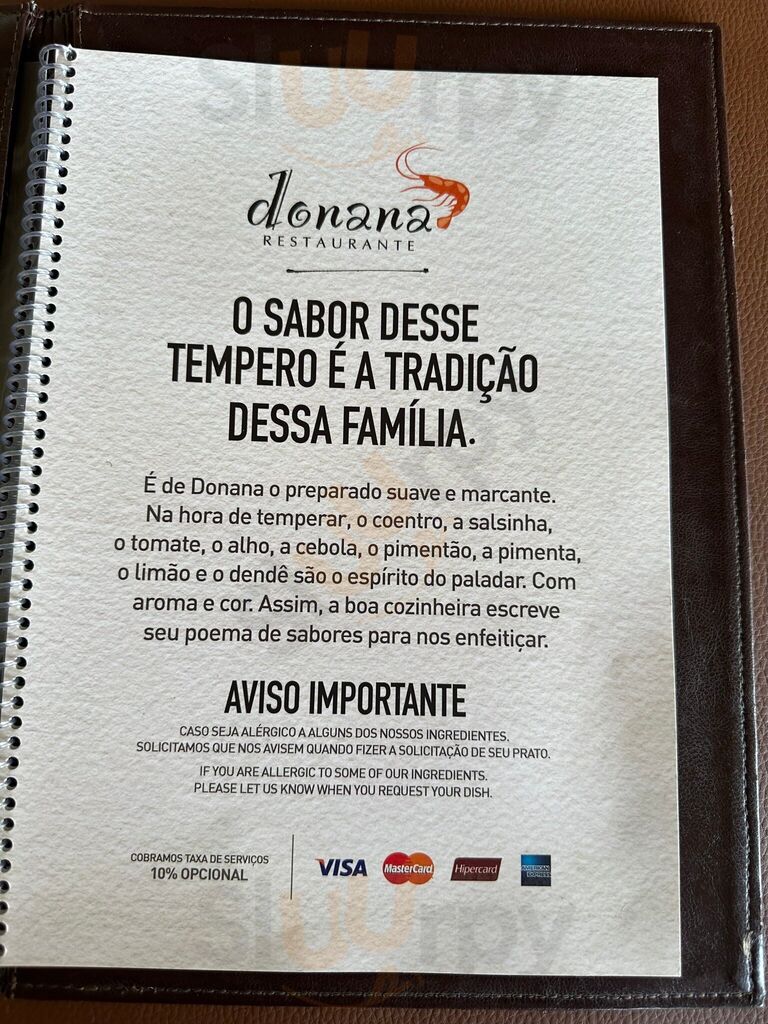 sluurpy
donana
RESTAURANTE
O SABOR DESSE
TEMPERO É A TRADIÇÃO
DESSA FAMÍLIA.
É de Donana o preparado suave e marcante.
Na hora de temperar, o coentro, a salsinha,
o tomate, o alho, a cebola, o pimentão, a pimenta,
o limão e o dendê são o espírito do paladar. Com
aroma e cor. Assim, a boa cozinheira escreve
seu poema de sabores para nos enfeitiçar.
AVISO IMPORTANTE
CASO SEJA ALÉRGICO A ALGUNS DOS NOSSOS INGREDIENTES.
SOLICITAMOS QUE NOS AVISEM QUANDO FIZER A SOLICITAÇÃO DE SEU PRATO.
IF YOU ARE ALLERGIC TO SOME OF OUR INGREDIENTS.
PLEASE LET US KNOW WHEN YOU REQUEST YOUR DISH.
COBRAMOS TAXA DE SERVIÇOS
10% OPCIONAL
VISA
MasterCard
Hipercard
AMERICAN
EXPRESS
sluurpy